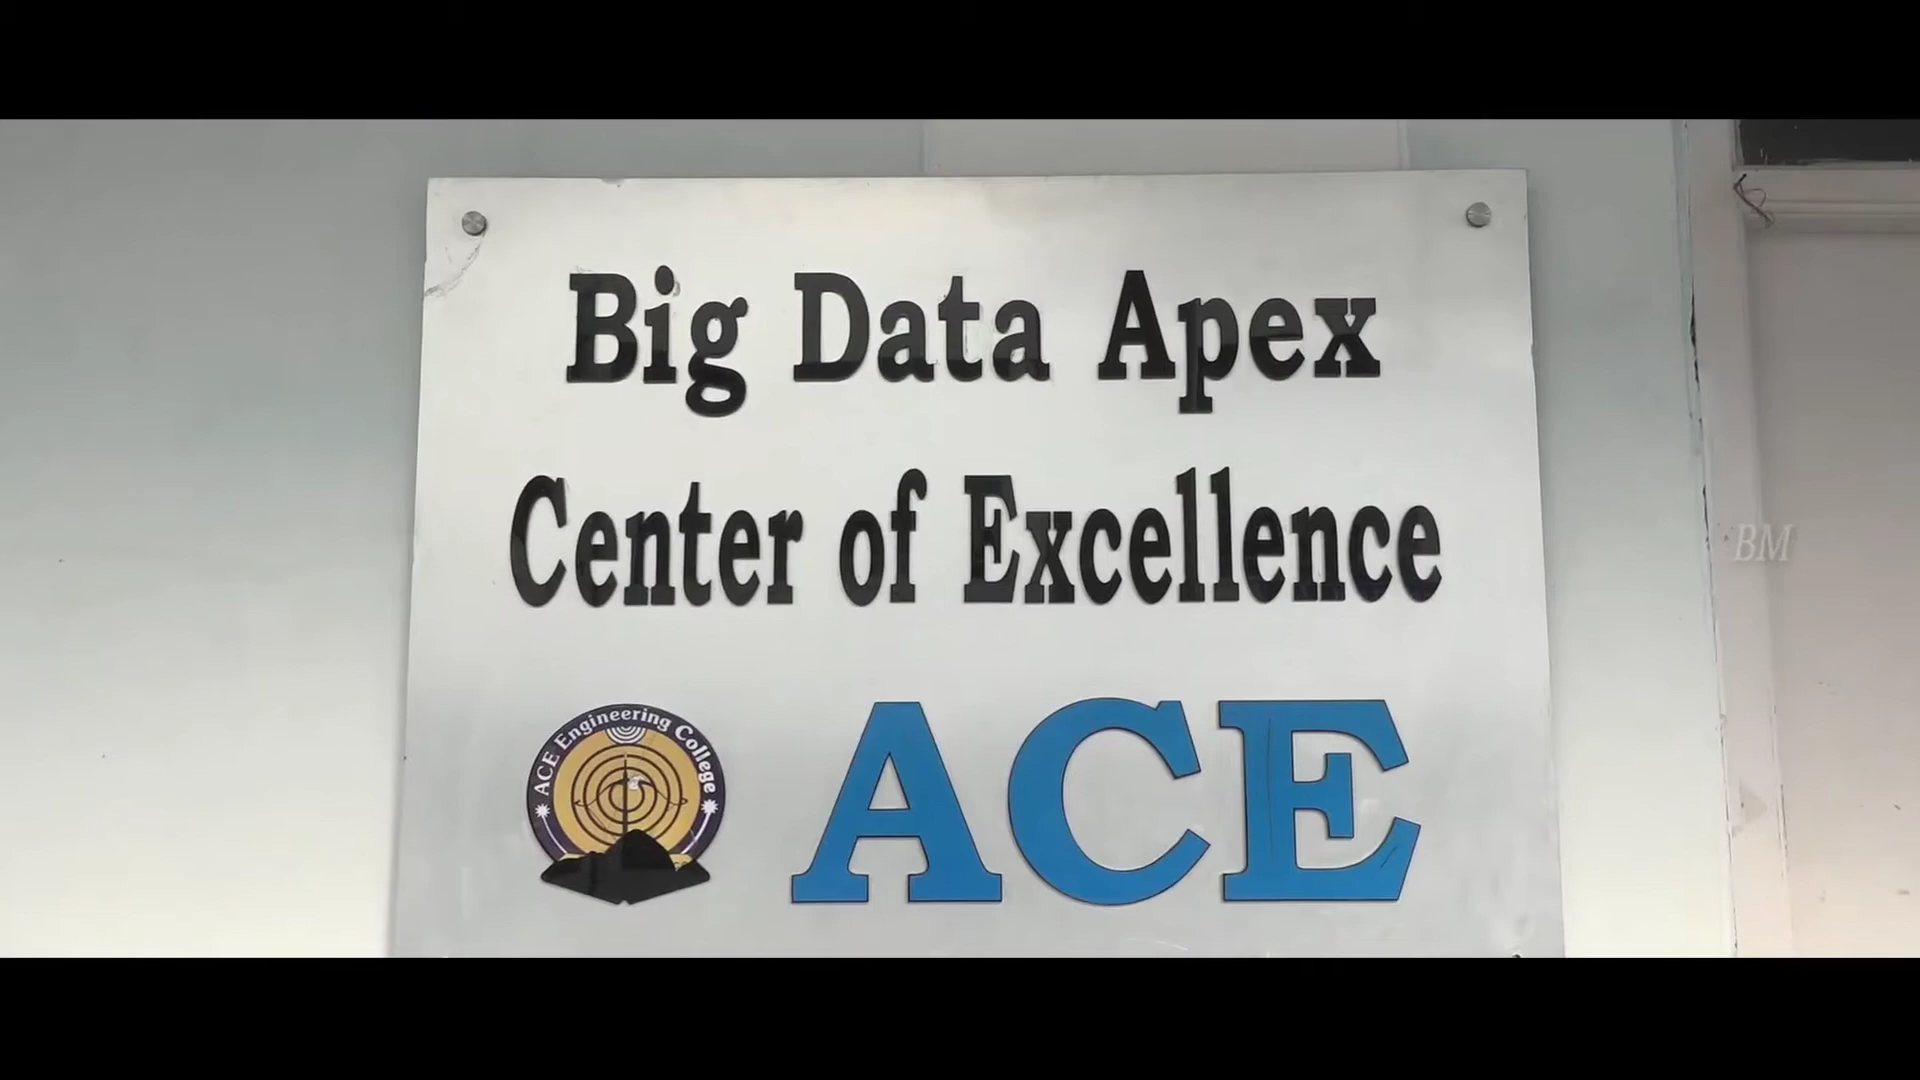 Big Data Apex
Center of Excellence
ACE Engineering College
ACE
BM